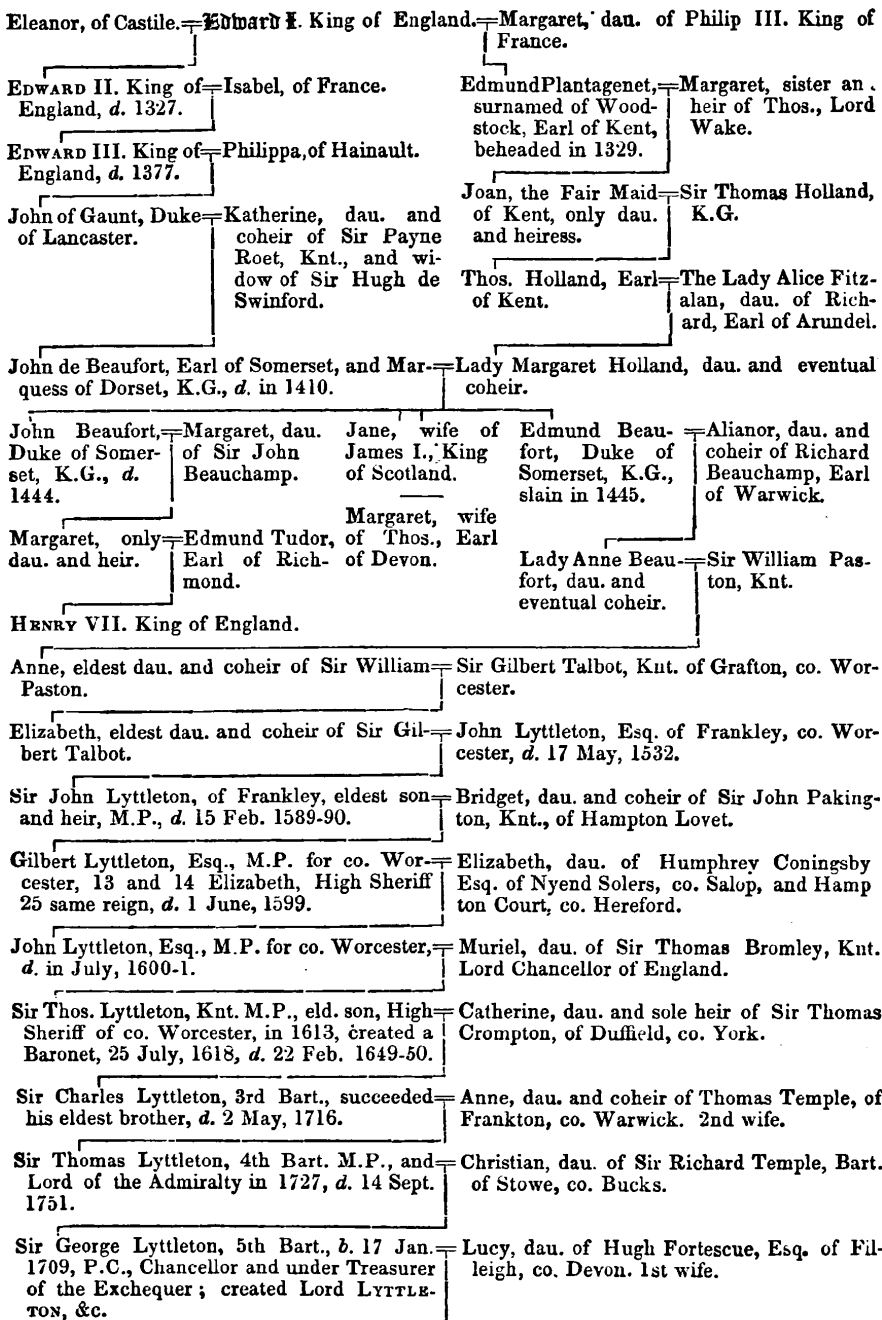 Eleanor, of Castile. Edward I. King of England. Margaret, dau. of Philip III. King of
France.
EDWARD II. King of
England, d. 1327.
Isabel, of France.
Edmund Plantagenet,
surnamed of Wood-
stock, Earl of Kent,
beheaded in 1329.
Margaret, sister an
heir of Thos., Lord
Wake.
EDWARD III. King of
England, d. 1377.
Philippa, of Hainault.
Joan, the Fair Maid
of Kent, only dau.
and heiress.
Sir Thomas Holland,
K.G.
John of Gaunt, Duke
of Lancaster.
Katherine, dau. and
coheir of Sir Payne
Roet, Knt., and wi-
dow of Sir Hugh de
Swinford.
Thos. Holland, Earl
of Kent.
The Lady Alice Fitz-
alan, dau. of Rich-
ard, Earl of Arundel.
John de Beaufort, Earl of Somerset, and Mar-
quess of Dorset, K.G., d. in 1410.
Lady Margaret Holland, dau. and eventual
coheir.
John Beaufort,
Duke of Somer-
set, K.G., d.
1444.
Margaret, dau.
of Sir John
Beauchamp.
Jane, wife of
James I., King
of Scotland.
Margaret, wife
of Thos., Earl
of Devon.
Edmund Beau-
fort, Duke of
Somerset, K.G.,
slain in 1445.
Alianor, dau. and
coheir of Richard
Beauchamp, Earl
of Warwick.
Margaret, only
dau. and heir.
Edmund Tudor,
Earl of Rich-
mond.
Lady Anne Beau-
fort, dau. and
eventual coheir.
Sir William Pas-
ton, Knt.
HENRY VII. King of England.
Anne, eldest dau. and coheir of Sir William
Paston.
Sir Gilbert Talbot, Knt. of Grafton, co. Wor-
cester.
Elizabeth, eldest dau. and coheir of Sir Gil-
bert Talbot.
John Lyttleton, Esq. of Frankley, co. Wor-
cester, d. 17 May, 1532.
Sir John Lyttleton, of Frankley, eldest son
and heir, M.P., d. 15 Feb. 1589-90.
Bridget, dau. and coheir of Sir John Paking-
ton, Knt., of Hampton Lovet.
Gilbert Lyttleton, Esq., M.P. for co. Wor-
cester, 13 and 14 Elizabeth, High Sheriff
25 same reign, d. 1 June, 1599.
Elizabeth, dau. of Humphrey Coningsby
Esq. of Nyend Solers, co. Salop, and Hamp
ton Court, co. Hereford.
John Lyttleton, Esq., M.P. for co. Worcester,
d. in July, 1600-1.
Muriel, dau. of Sir Thomas Bromley, Knt.
Lord Chancellor of England.
Sir Thos. Lyttleton, Knt. M.P., eld. son, High
Sheriff of co. Worcester, in 1613, created a
Baronet, 25 July, 1618, d. 22 Feb. 1649-50.
Catherine, dau. and sole heir of Sir Thomas
Crompton, of Duffield, co. York.
Sir Charles Lyttleton, 3rd Bart., succeeded
his eldest brother, d. 2 May, 1716.
Anne, dau. and coheir of Thomas Temple, of
Frankton, co. Warwick. 2nd wife.
Sir Thomas Lyttleton, 4th Bart. M.P., and
Lord of the Admiralty in 1727, d. 14 Sept.
1751.
Christian, dau. of Sir Richard Temple, Bart.
of Stowe, co. Bucks.
Sir George Lyttleton, 5th Bart., b. 17 Jan.
1709, P.C., Chancellor and under Treasurer
of the Exchequer; created Lord LYTTLE-
TON, &c.
Lucy, dau. of Hugh Fortescue, Esq. of Fil-
leigh, co. Devon. 1st wife.